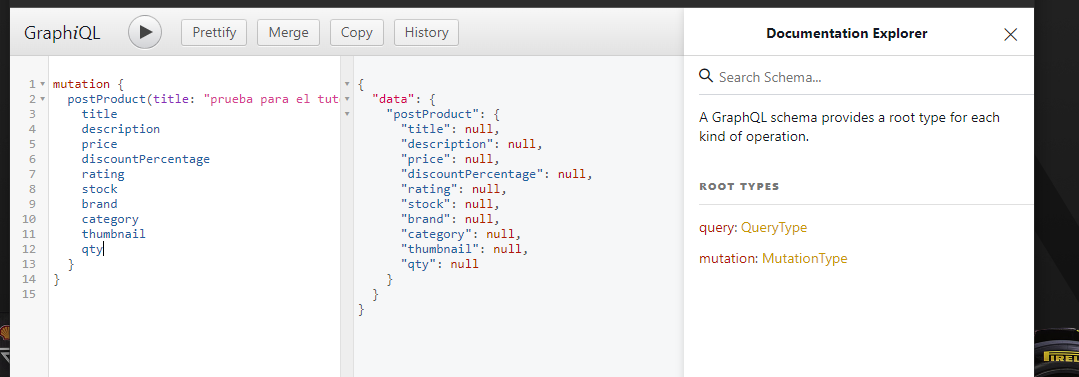 GraphiQL
Prettify
Merge
Copy
History
Documentation Explorer
1 mutation {
2 postProduct(title: "prueba para el tut
3 title
4 description
5 price
6 discountPercentage
7 rating
8 stock
9 brand
10 category
11 thumbnail
12 qty
13 }
14 }
15
{
"data": {
"postProduct": {
"title": null,
"description": null,
"price": null,
"discountPercentage": null,
"rating": null,
"stock": null,
"brand": null,
"category": null,
"thumbnail": null,
"qty": null
}
}
}
Search Schema...
A GraphQL schema provides a root type for each
kind of operation.
ROOT TYPES
query: QueryType
mutation: MutationType